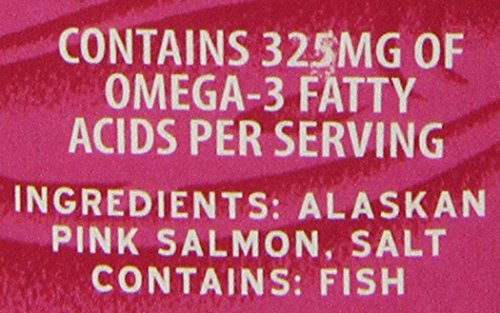 CONTAINS 325MG OF
OMEGA-3 FATTY
ACIDS PER SERVING
INGREDIENTS: ALASKAN
PINK SALMON, SALT
CONTAINS: FISH